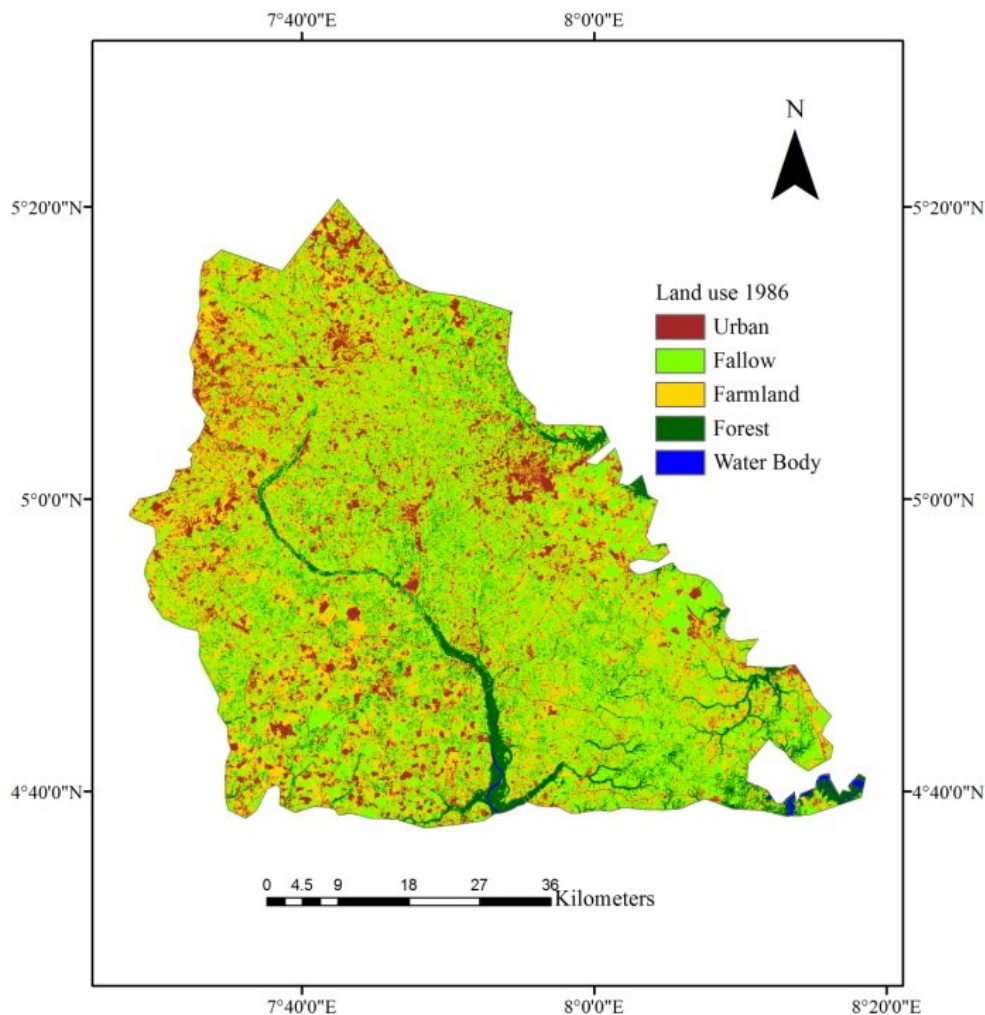 7°40'0"E 8°0'0"E
N
5°20'0"N 5°20'0"N
Land use 1986
Urban
Fallow
Farmland
Forest
Water Body
5°0'0"N 5°0'0"N
4°40'0"N 4°40'0"N
0 4.5 9 18 27 36
Kilometers
7°40'0"E 8°0'0"E 8°20'0"E